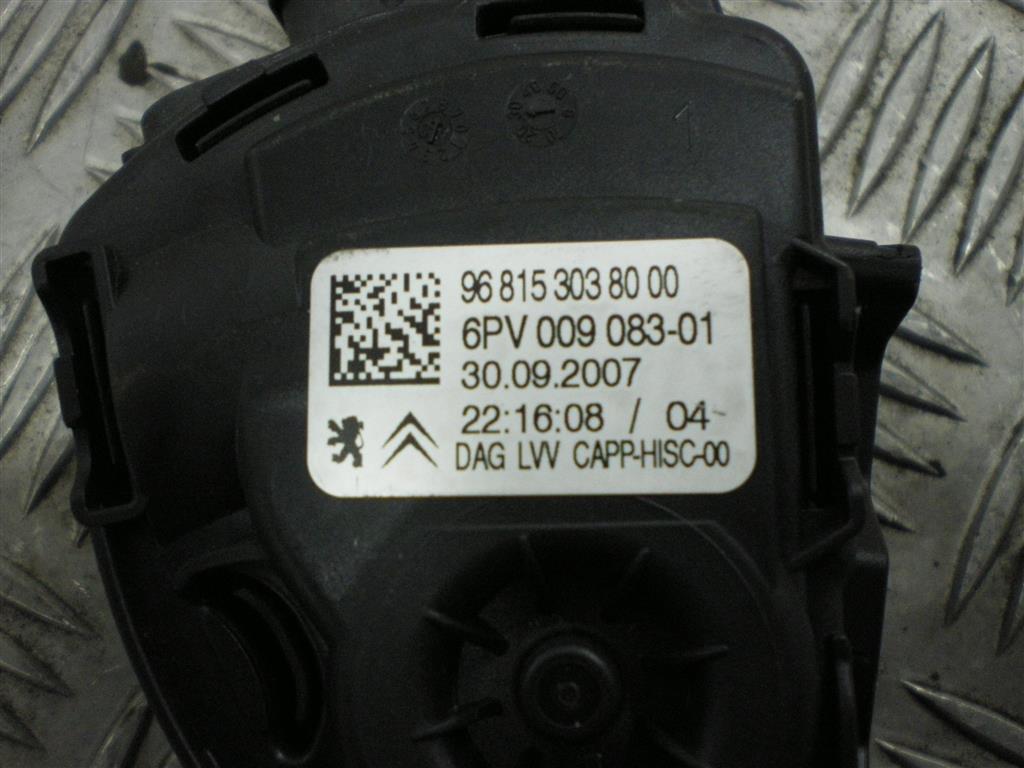 96 815 303 80 00
6PV 009 083-01
30.09.2007
22:16:08 / 04
DAG LVV CAPP-HISC-00